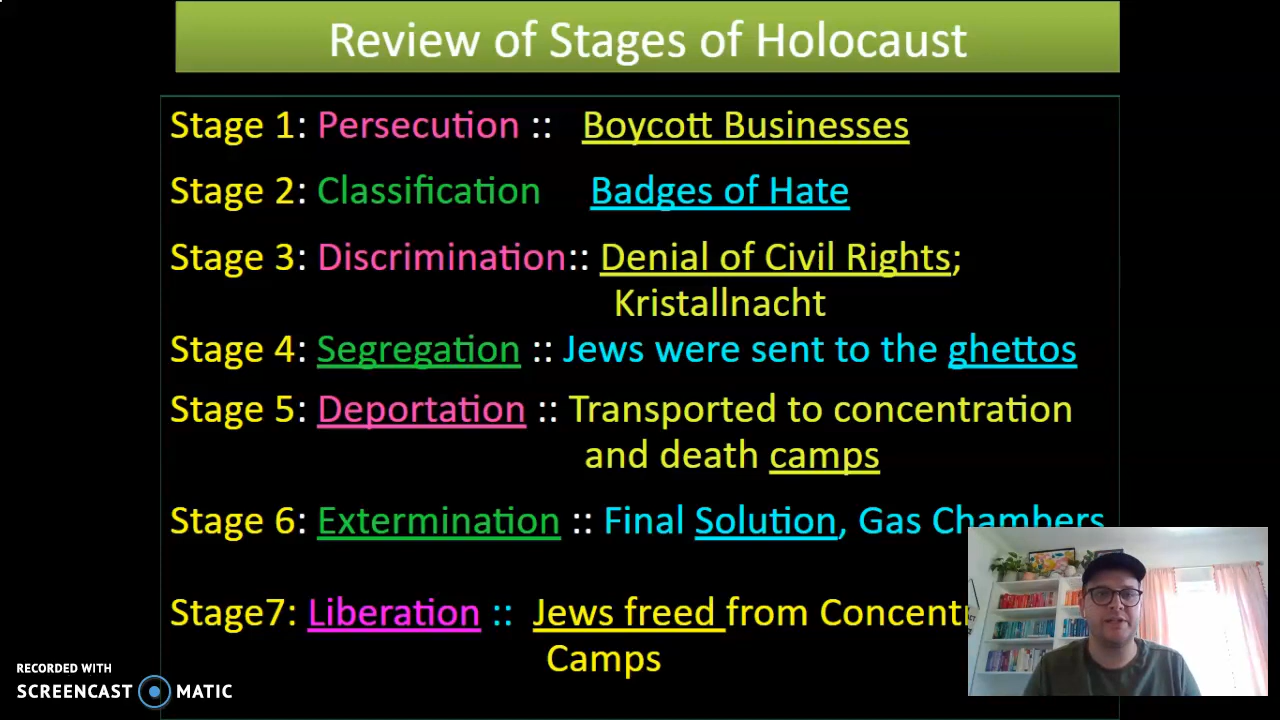 Review of Stages of Holocaust
Stage 1: Persecution :: Boycott Businesses
Stage 2: Classification Badges of Hate
Stage 3: Discrimination:: Denial of Civil Rights;
Kristallnacht
Stage 4: Segregation :: Jews were sent to the ghettos
Stage 5: Deportation :: Transported to concentration
and death camps
Stage 6: Extermination :: Final Solution, Gas Chambers
Stage7: Liberation :: Jews freed from
Camps
RECORDED WITH
SCREENCAST MATIC